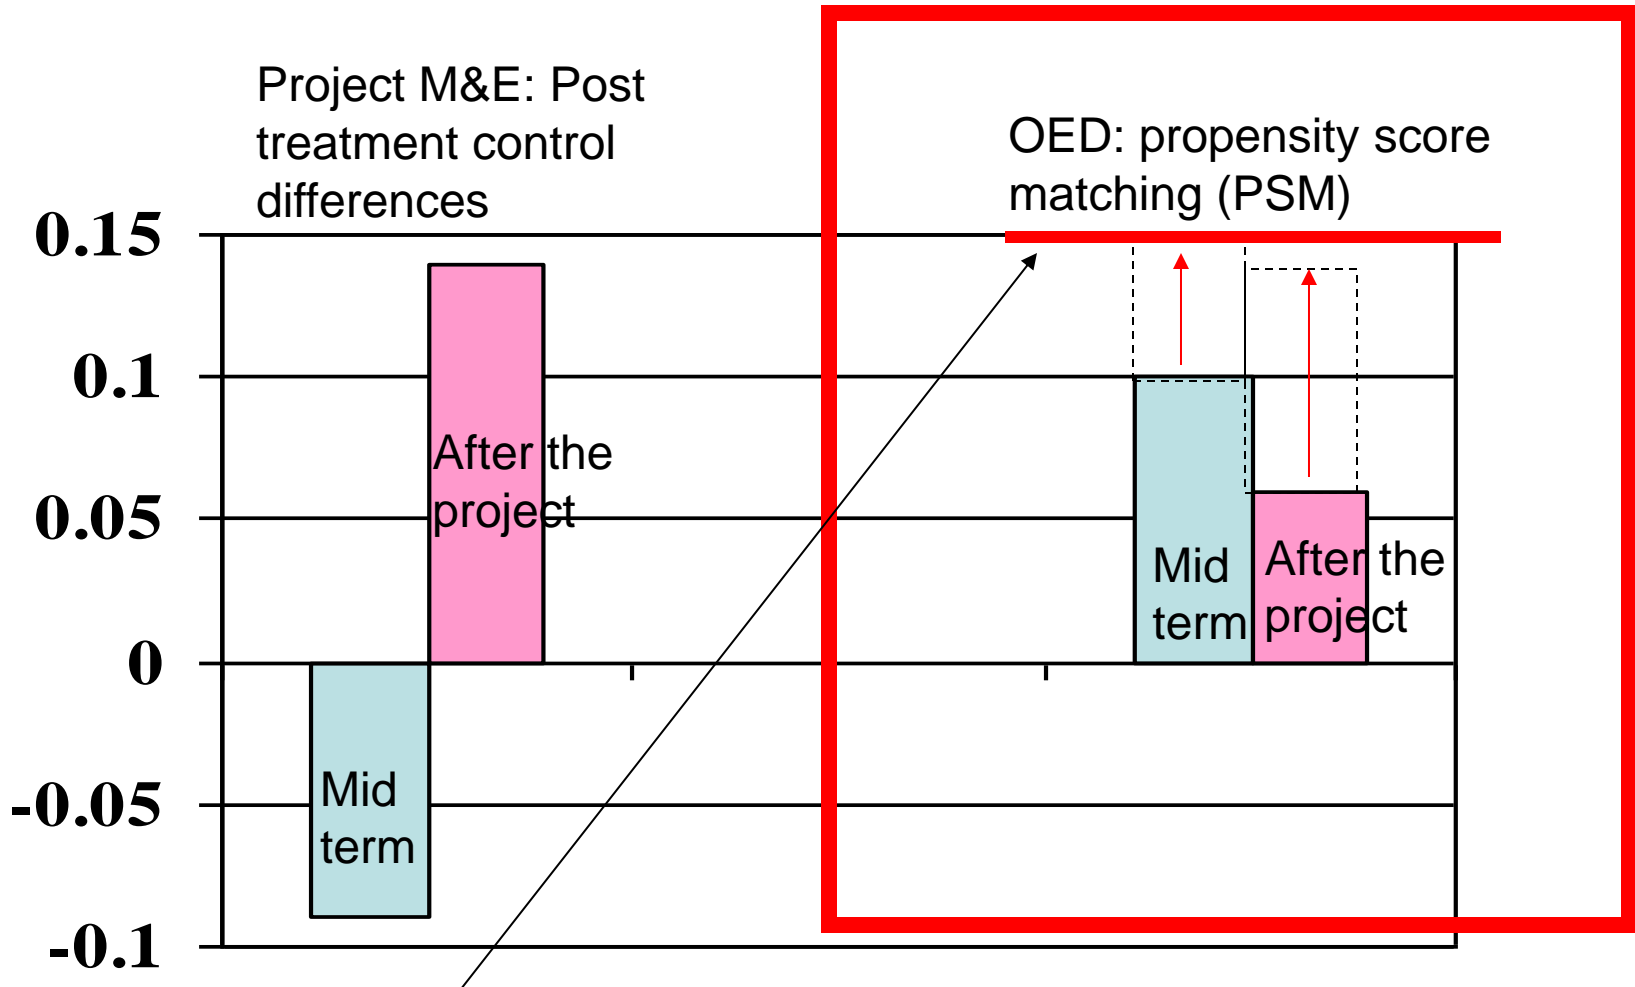 Project M&E: Post
treatment control
differences
OED: propensity score
matching (PSM)
0.15
0.1
0.05
0
-0.05
-0.1
After the
project
Mid
term
Mid
term
After the
project